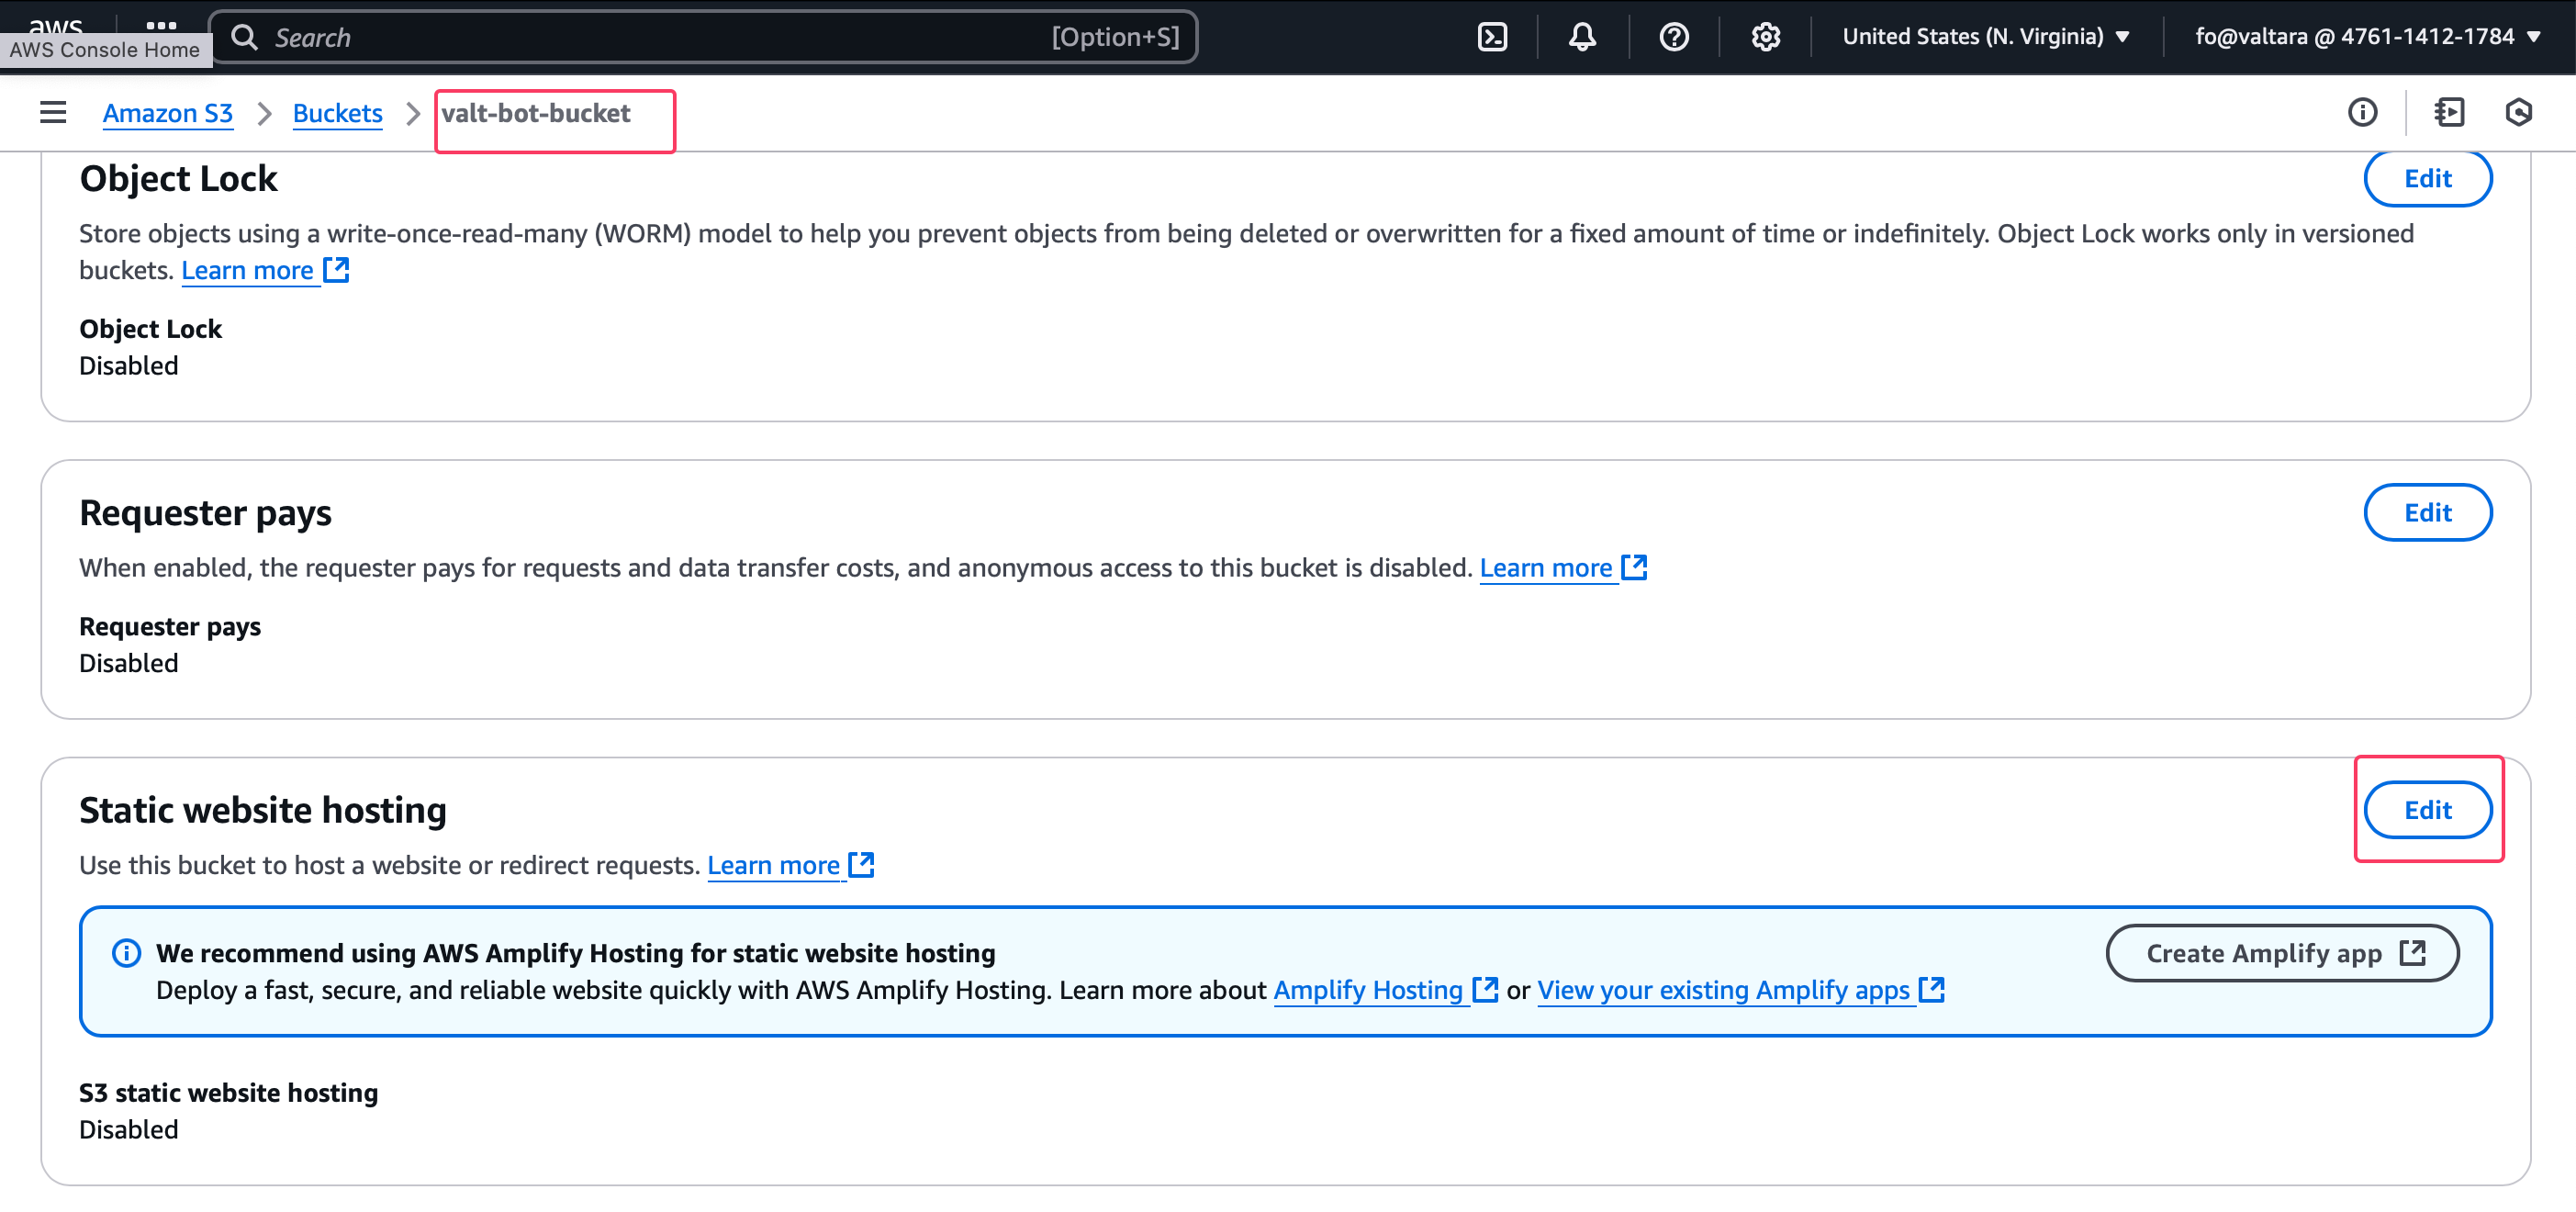 aws
AWS Console Home
Search
[Option+S]
United States (N. Virginia)
fo@valtara @ 4761-1412-1784
Amazon S3 > Buckets > valt-bot-bucket
Object Lock
Edit
Store objects using a write-once-read-many (WORM) model to help you prevent objects from being deleted or overwritten for a fixed amount of time or indefinitely. Object Lock works only in versioned
buckets. Learn more
Object Lock
Disabled
Requester pays
Edit
When enabled, the requester pays for requests and data transfer costs, and anonymous access to this bucket is disabled. Learn more
Requester pays
Disabled
Static website hosting
Edit
Use this bucket to host a website or redirect requests. Learn more
We recommend using AWS Amplify Hosting for static website hosting
Create Amplify app
Deploy a fast, secure, and reliable website quickly with AWS Amplify Hosting. Learn more about Amplify Hosting or View your existing Amplify apps
S3 static website hosting
Disabled